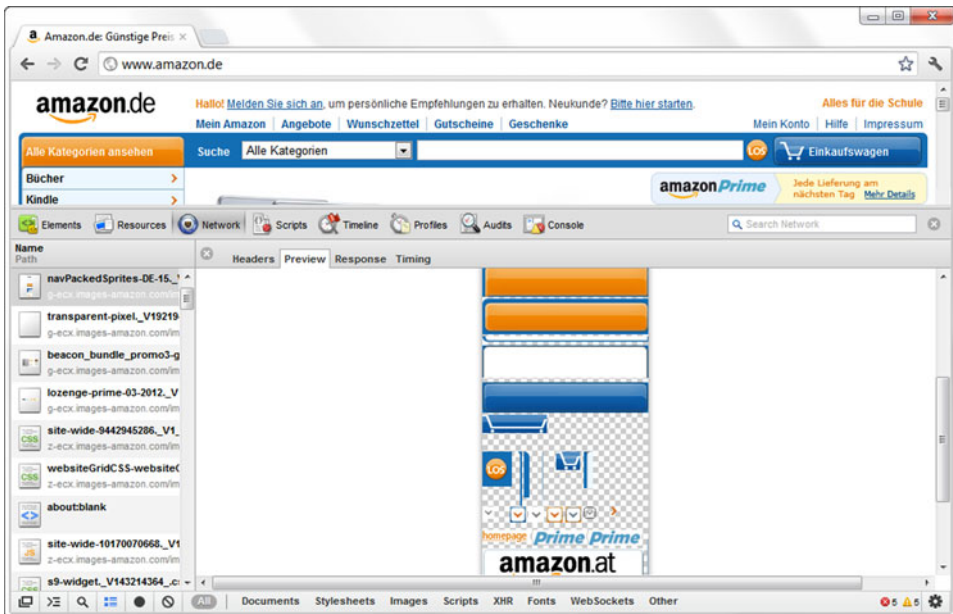 Amazon.de: Günstige Preis
www.amazon.de
amazon.de
Hallo! Melden Sie sich an, um persönliche Empfehlungen zu erhalten. Neukunde? Bitte hier starten.
Alles für die Schule
Mein Amazon Angebote Wunschzettel Gutscheine Geschenke
Mein Konto Hilfe Impressum
Alle Kategorien ansehen
Suche Alle Kategorien LOS Einkaufswagen
Bücher
Kindle
amazonPrime Jede Lieferung am nächsten Tag Mehr Details
Elements Resources Network Scripts Timeline Profiles Audits Console Search Network
Name
Path
Headers Preview Response Timing
navPackedSprites-DE-15._
g-ecx.images-amazon.com/im
transparent-pixel._V19219
g-ecx.images-amazon.com/im
beacon_bundle_promo3-g
g-ecx.images-amazon.com/im
lozenge-prime-03-2012._V
g-ecx.images-amazon.com/im
site-wide-9442945286._V1_
z-ecx.images-amazon.com/im
websiteGridCSS-website
z-ecx.images-amazon.com/im
about:blank
site-wide-10170070668._V1
z-ecx.images-amazon.com/im
s9-widget._V143214364_.c
LOS
homepage Prime Prime
amazon.at
All Documents Stylesheets Images Scripts XHR Fonts WebSockets Other 5 5